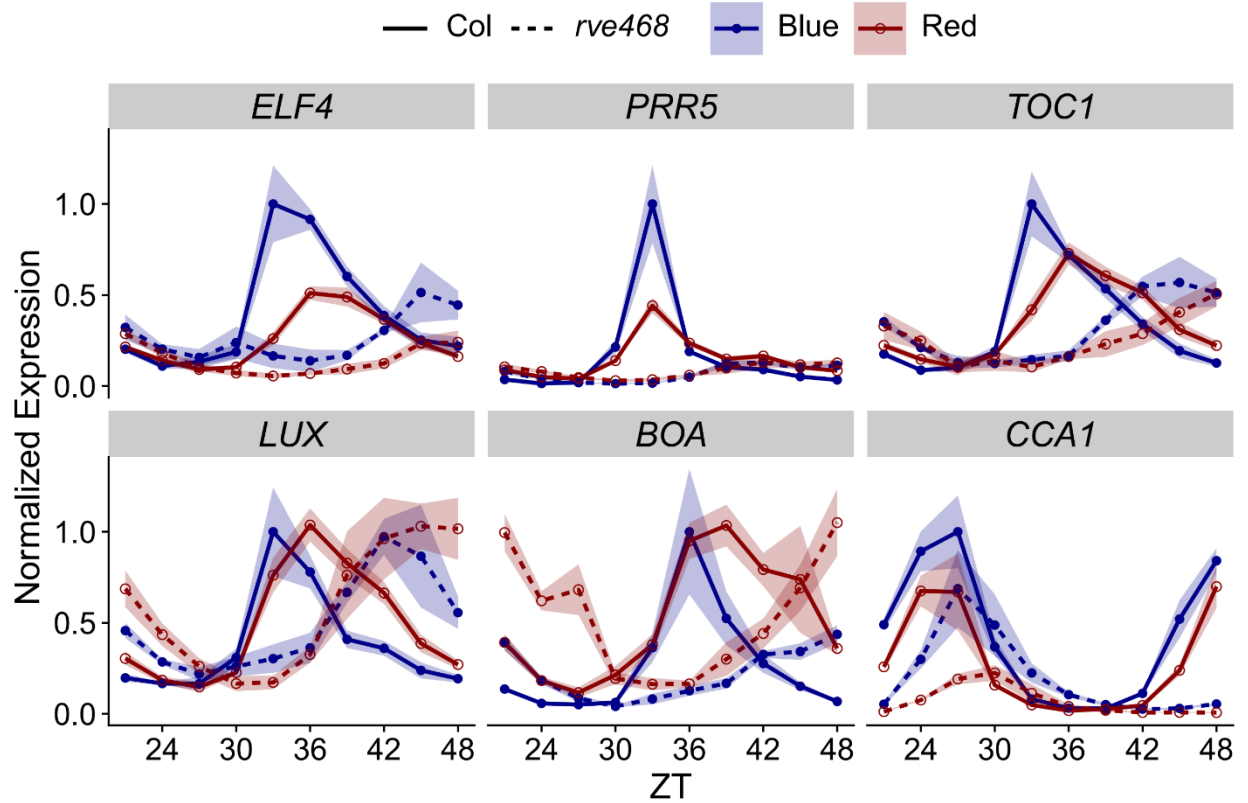 Col rve468 Blue Red
ELF4 PRR5 TOC1
1.0
0.5
0.0
LUX BOA CCA1
1.0
0.5
0.0
24 30 36 42 48 24 30 36 42 48 24 30 36 42 48
ZT
Normalized Expression